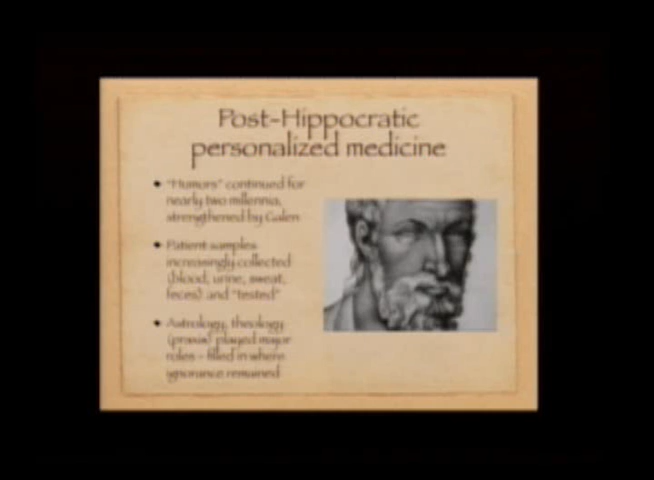 Post-Hippocratic
personalized medicine
• "Humors" continued for
nearly two millennia,
strengthened by Galen
• Patient samples
increasingly collected
(blood, urine, sweat,
feces) and "tested"
• Astrology, theology
(praxis) played major
roles - filled in where
ignorance remained